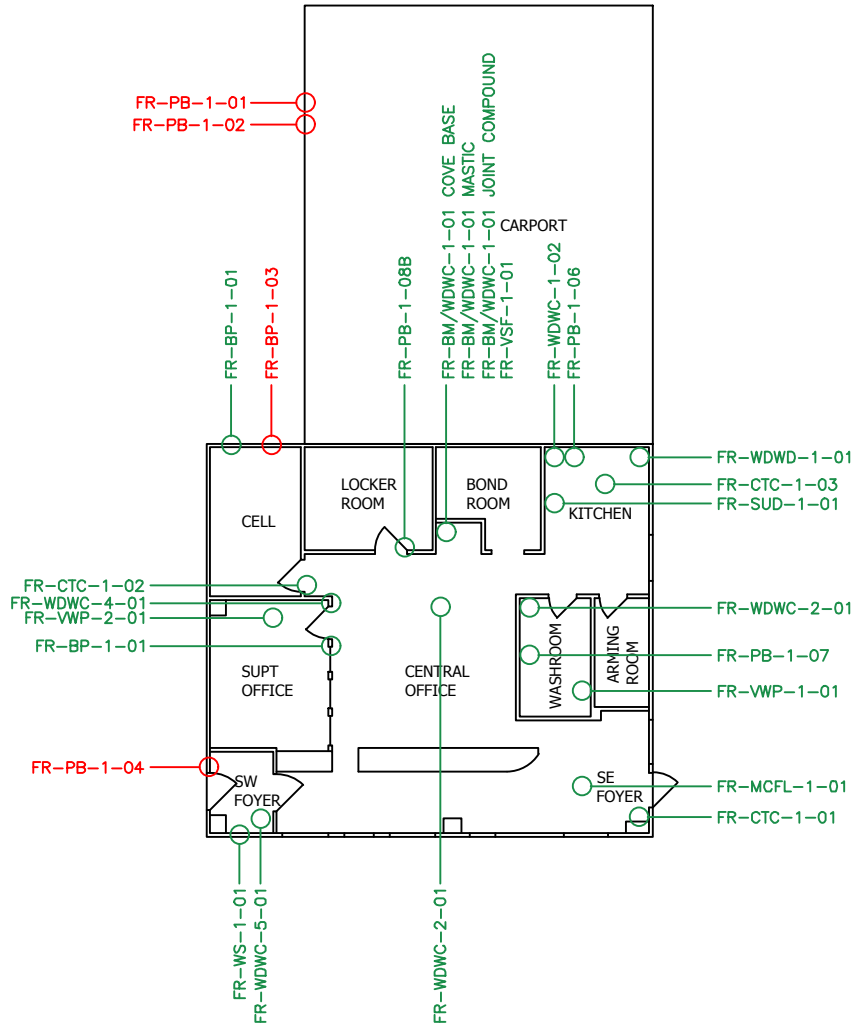 FR-PB-1-01
FR-PB-1-02
FR-BP-1-01
FR-BP-1-03
FR-PB-1-08B
FR-BM/WDWC-1-01 COVE BASE
FR-BM/WDWC-1-01 MASTIC
FR-BM/WDWC-1-01 JOINT COMPOUND
FR-VSF-1-01
CARPORT
FR-WDWC-1-02
FR-PB-1-06
FR-WDWD-1-01
FR-CTC-1-03
FR-SUD-1-01
LOCKER
ROOM
BOND
ROOM
KITCHEN
CELL
FR-CTC-1-02
FR-WDWC-4-01
FR-VWP-2-01
FR-BP-1-01
FR-WDWC-2-01
FR-PB-1-07
FR-VWP-1-01
WASHROOM
ARMING
ROOM
SUPT
OFFICE
CENTRAL
OFFICE
FR-PB-1-04
SW
FOYER
SE
FOYER
FR-MCFL-1-01
FR-CTC-1-01
FR-WS-1-01
FR-WDWC-5-01
FR-WDWC-2-01